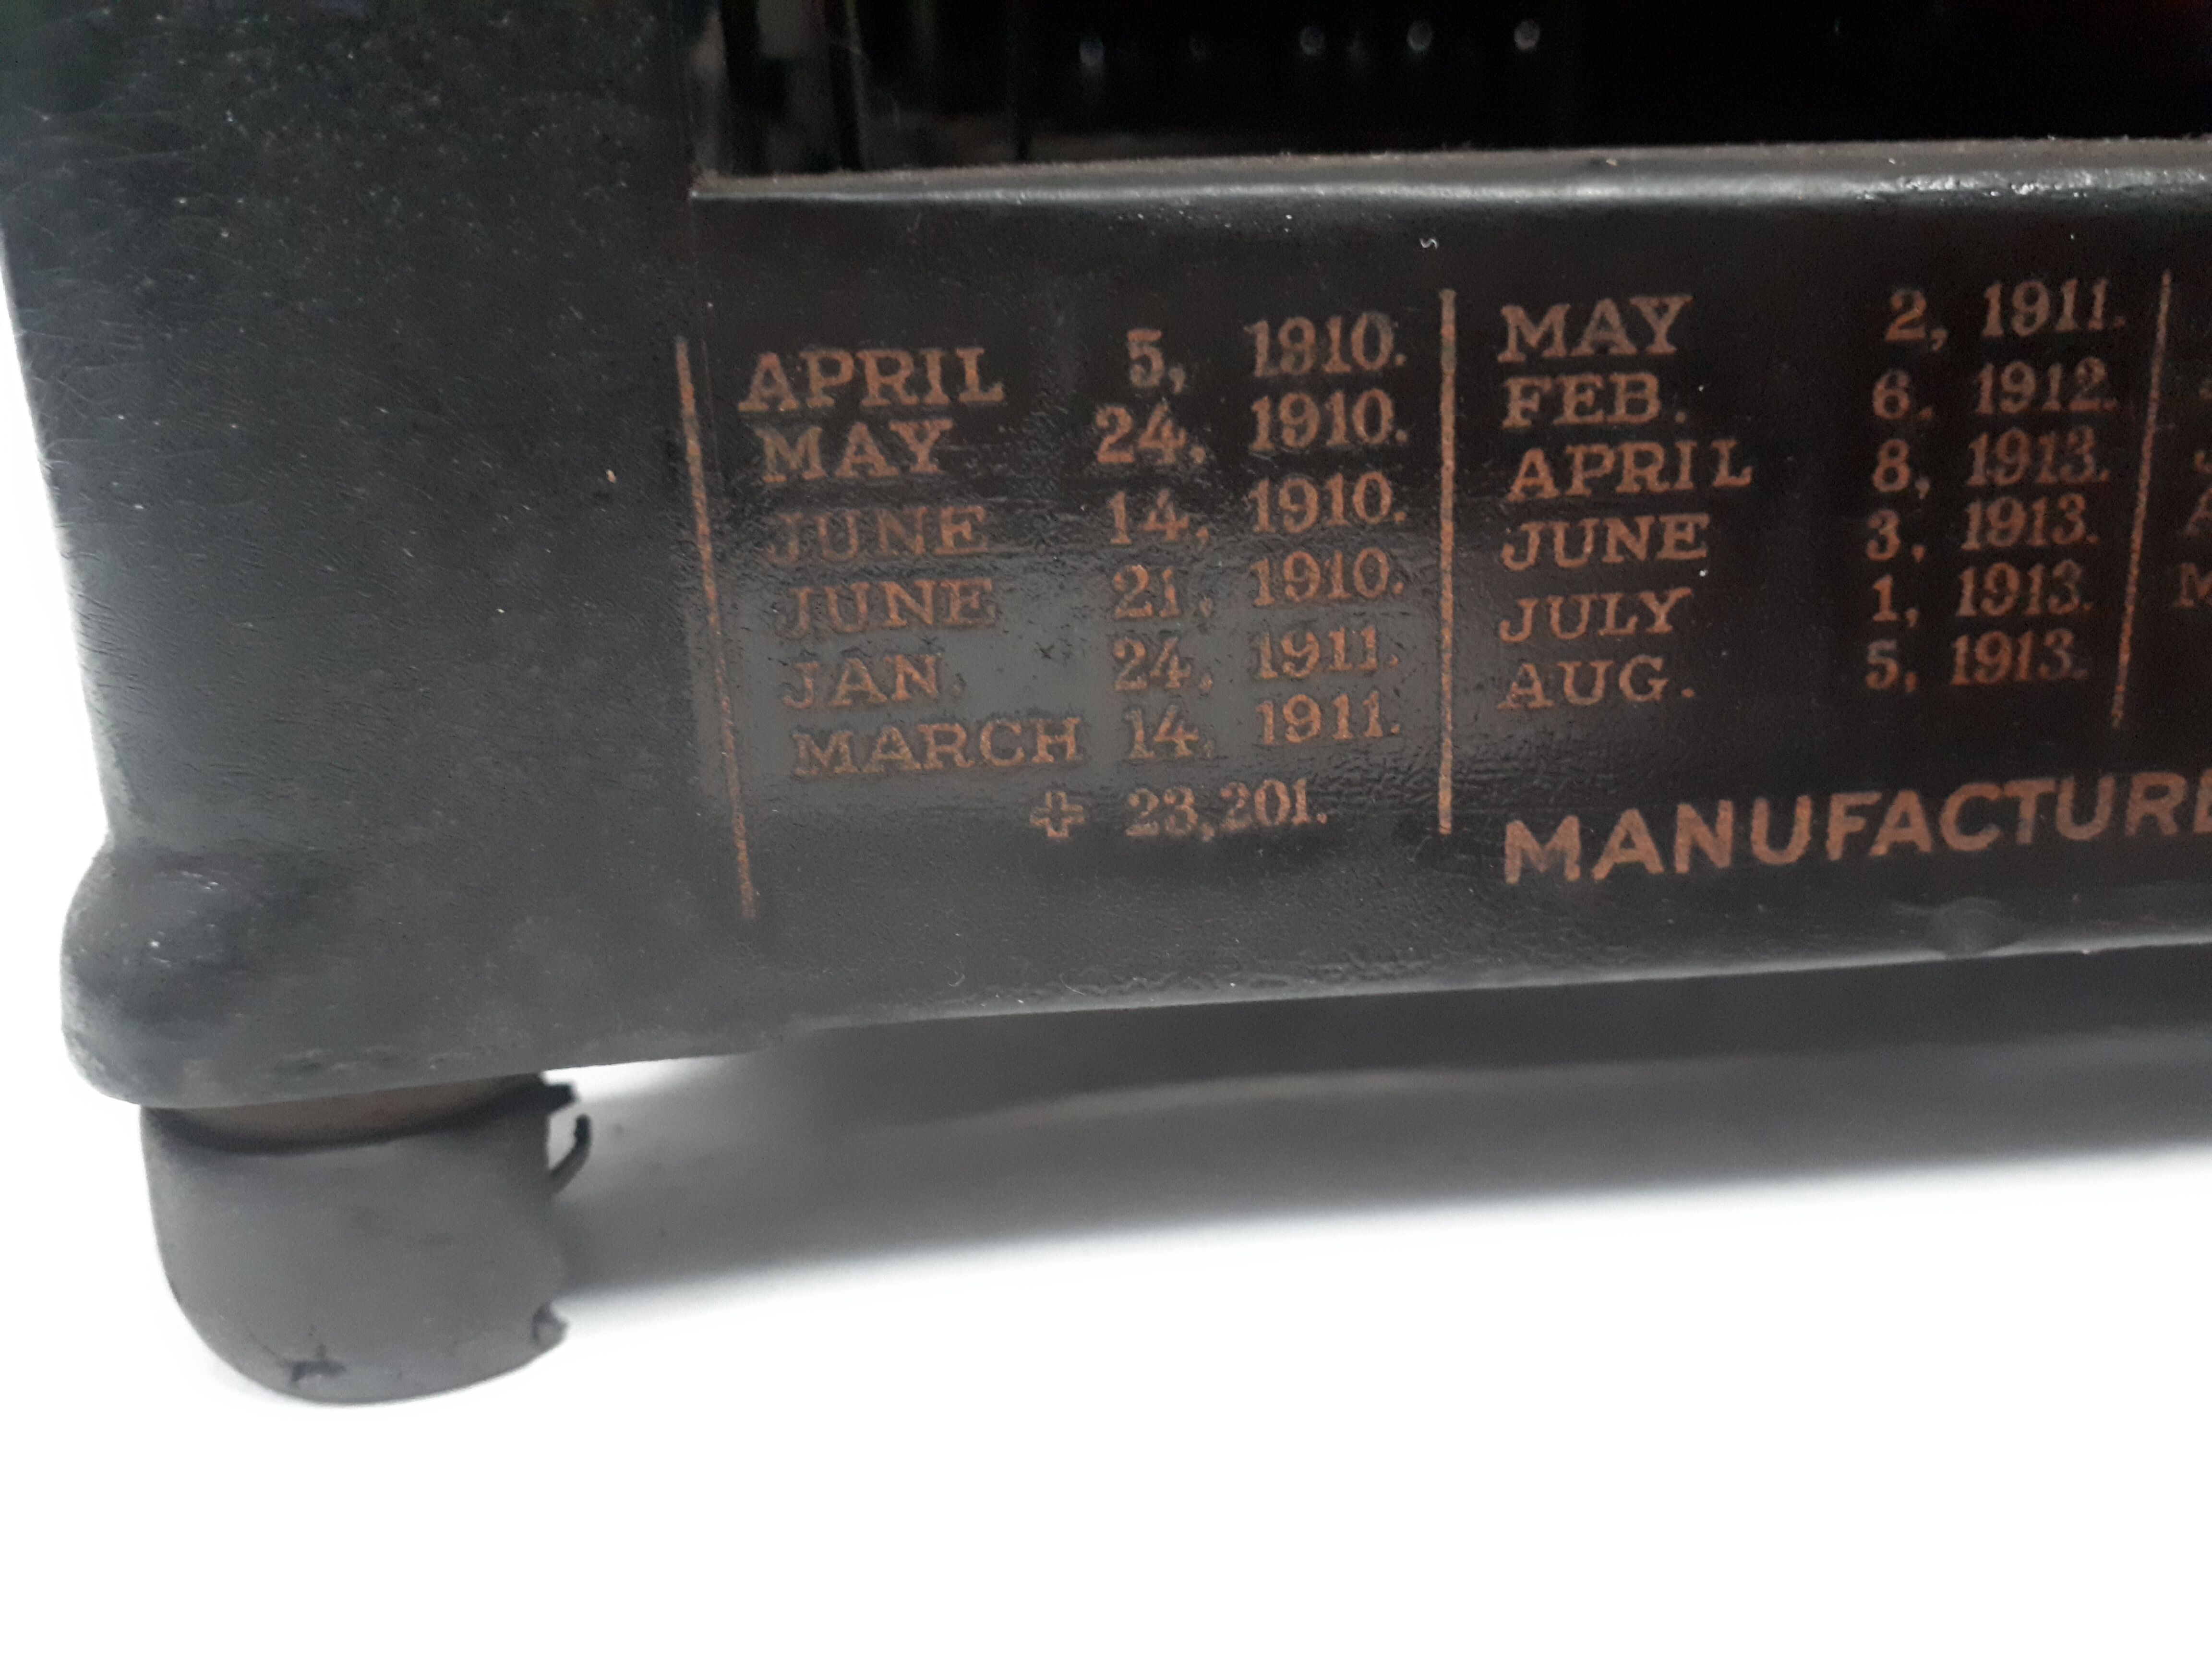 APRIL 5, 1910.
MAY 24, 1910.
JUNE 14, 1910.
JUNE 21, 1910.
JAN. 24, 1911.
MARCH 14, 1911.
✚ 23,201.
MAY 2, 1911.
FEB. 6. 1912.
APRIL 8, 1913.
JUNE 3, 1913.
JULY 1, 1913.
AUG. 5, 1913.
MANUFACTURE